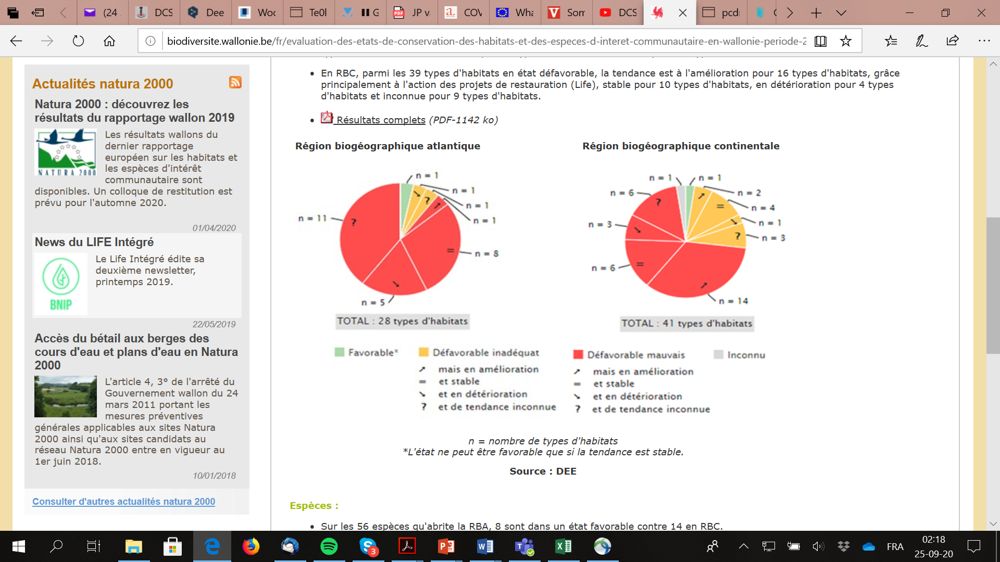 (24
DCS
Dee
Woc
Te0l
G
JP v
COV
Wha
Som
DCS
pcdr
biodiversite.wallonie.be/fr/evaluation-des-etats-de-conservation-des-habitats-et-des-especes-d-interet-communautaire-en-wallonie-periode-2
Actualités natura 2000
Natura 2000 : découvrez les
résultats du rapportage wallon 2019
NATURA 2000
Les résultats wallons du
dernier rapportage
européen sur les habitats et
les espèces d'intérêt
communautaire sont
disponibles. Un colloque de restitution est
prévu pour l'automne 2020.
01/04/2020
News du LIFE Intégré
BNIP
Le Life Intégré édite sa
deuxième newsletter,
printemps 2019.
22/05/2019
Accès du bétail aux berges des
cours d'eau et plans d'eau en Natura
2000
L'article 4, 3° de l'arrêté du
Gouvernement wallon du 24
mars 2011 portant les
mesures préventives
générales applicables aux sites Natura
2000 ainsi qu'aux sites candidats au
réseau Natura 2000 entre en vigueur au
1er juin 2018.
10/01/2018
Consulter d'autres actualités natura 2000
• En RBC, parmi les 39 types d'habitats en état défavorable, la tendance est à l'amélioration pour 16 types d'habitats, grâce
principalement à l'action des projets de restauration (Life), stable pour 10 types d'habitats, en détérioration pour 4 types
d'habitats et inconnue pour 9 types d'habitats.
• Résultats complets (PDF-1142 ko)
Région biogéographique atlantique
n = 1
n = 1
n = 1
n = 1
n = 8
n = 5
n = 11
↘
?
↗
=
↘
?
TOTAL : 28 types d'habitats
Région biogéographique continentale
n = 1
n = 1
n = 2
n = 4
n = 1
n = 3
n = 14
n = 6
n = 3
n = 6
↗
=
↘
?
↗
=
↘
?
TOTAL : 41 types d'habitats
Favorable*
Défavorable inadéquat
↗ mais en amélioration
= et stable
↘ et en détérioration
? et de tendance inconnue
Défavorable mauvais
↗ mais en amélioration
= et stable
↘ et en détérioration
? et de tendance inconnue
Inconnu
n = nombre de types d'habitats
*L'état ne peut être favorable que si la tendance est stable.
Source : DEE
Espèces :
• Sur les 56 espèces qu'abrite la RBA, 8 sont dans un état favorable contre 14 en RBC.
3
FRA
02:18
25-09-20